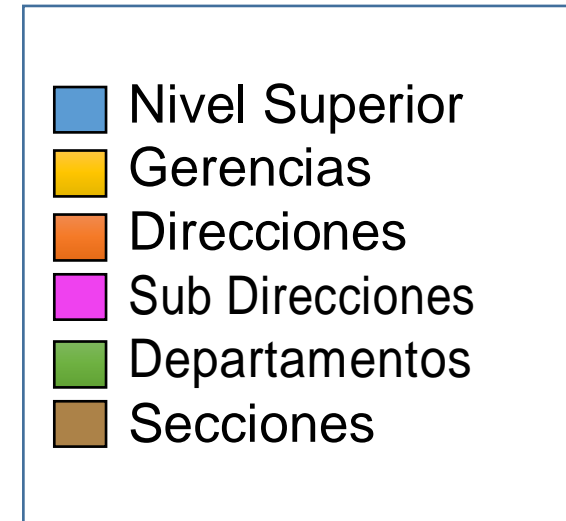 Nivel Superior
Gerencias
Direcciones
Sub Direcciones
Departamentos
Secciones